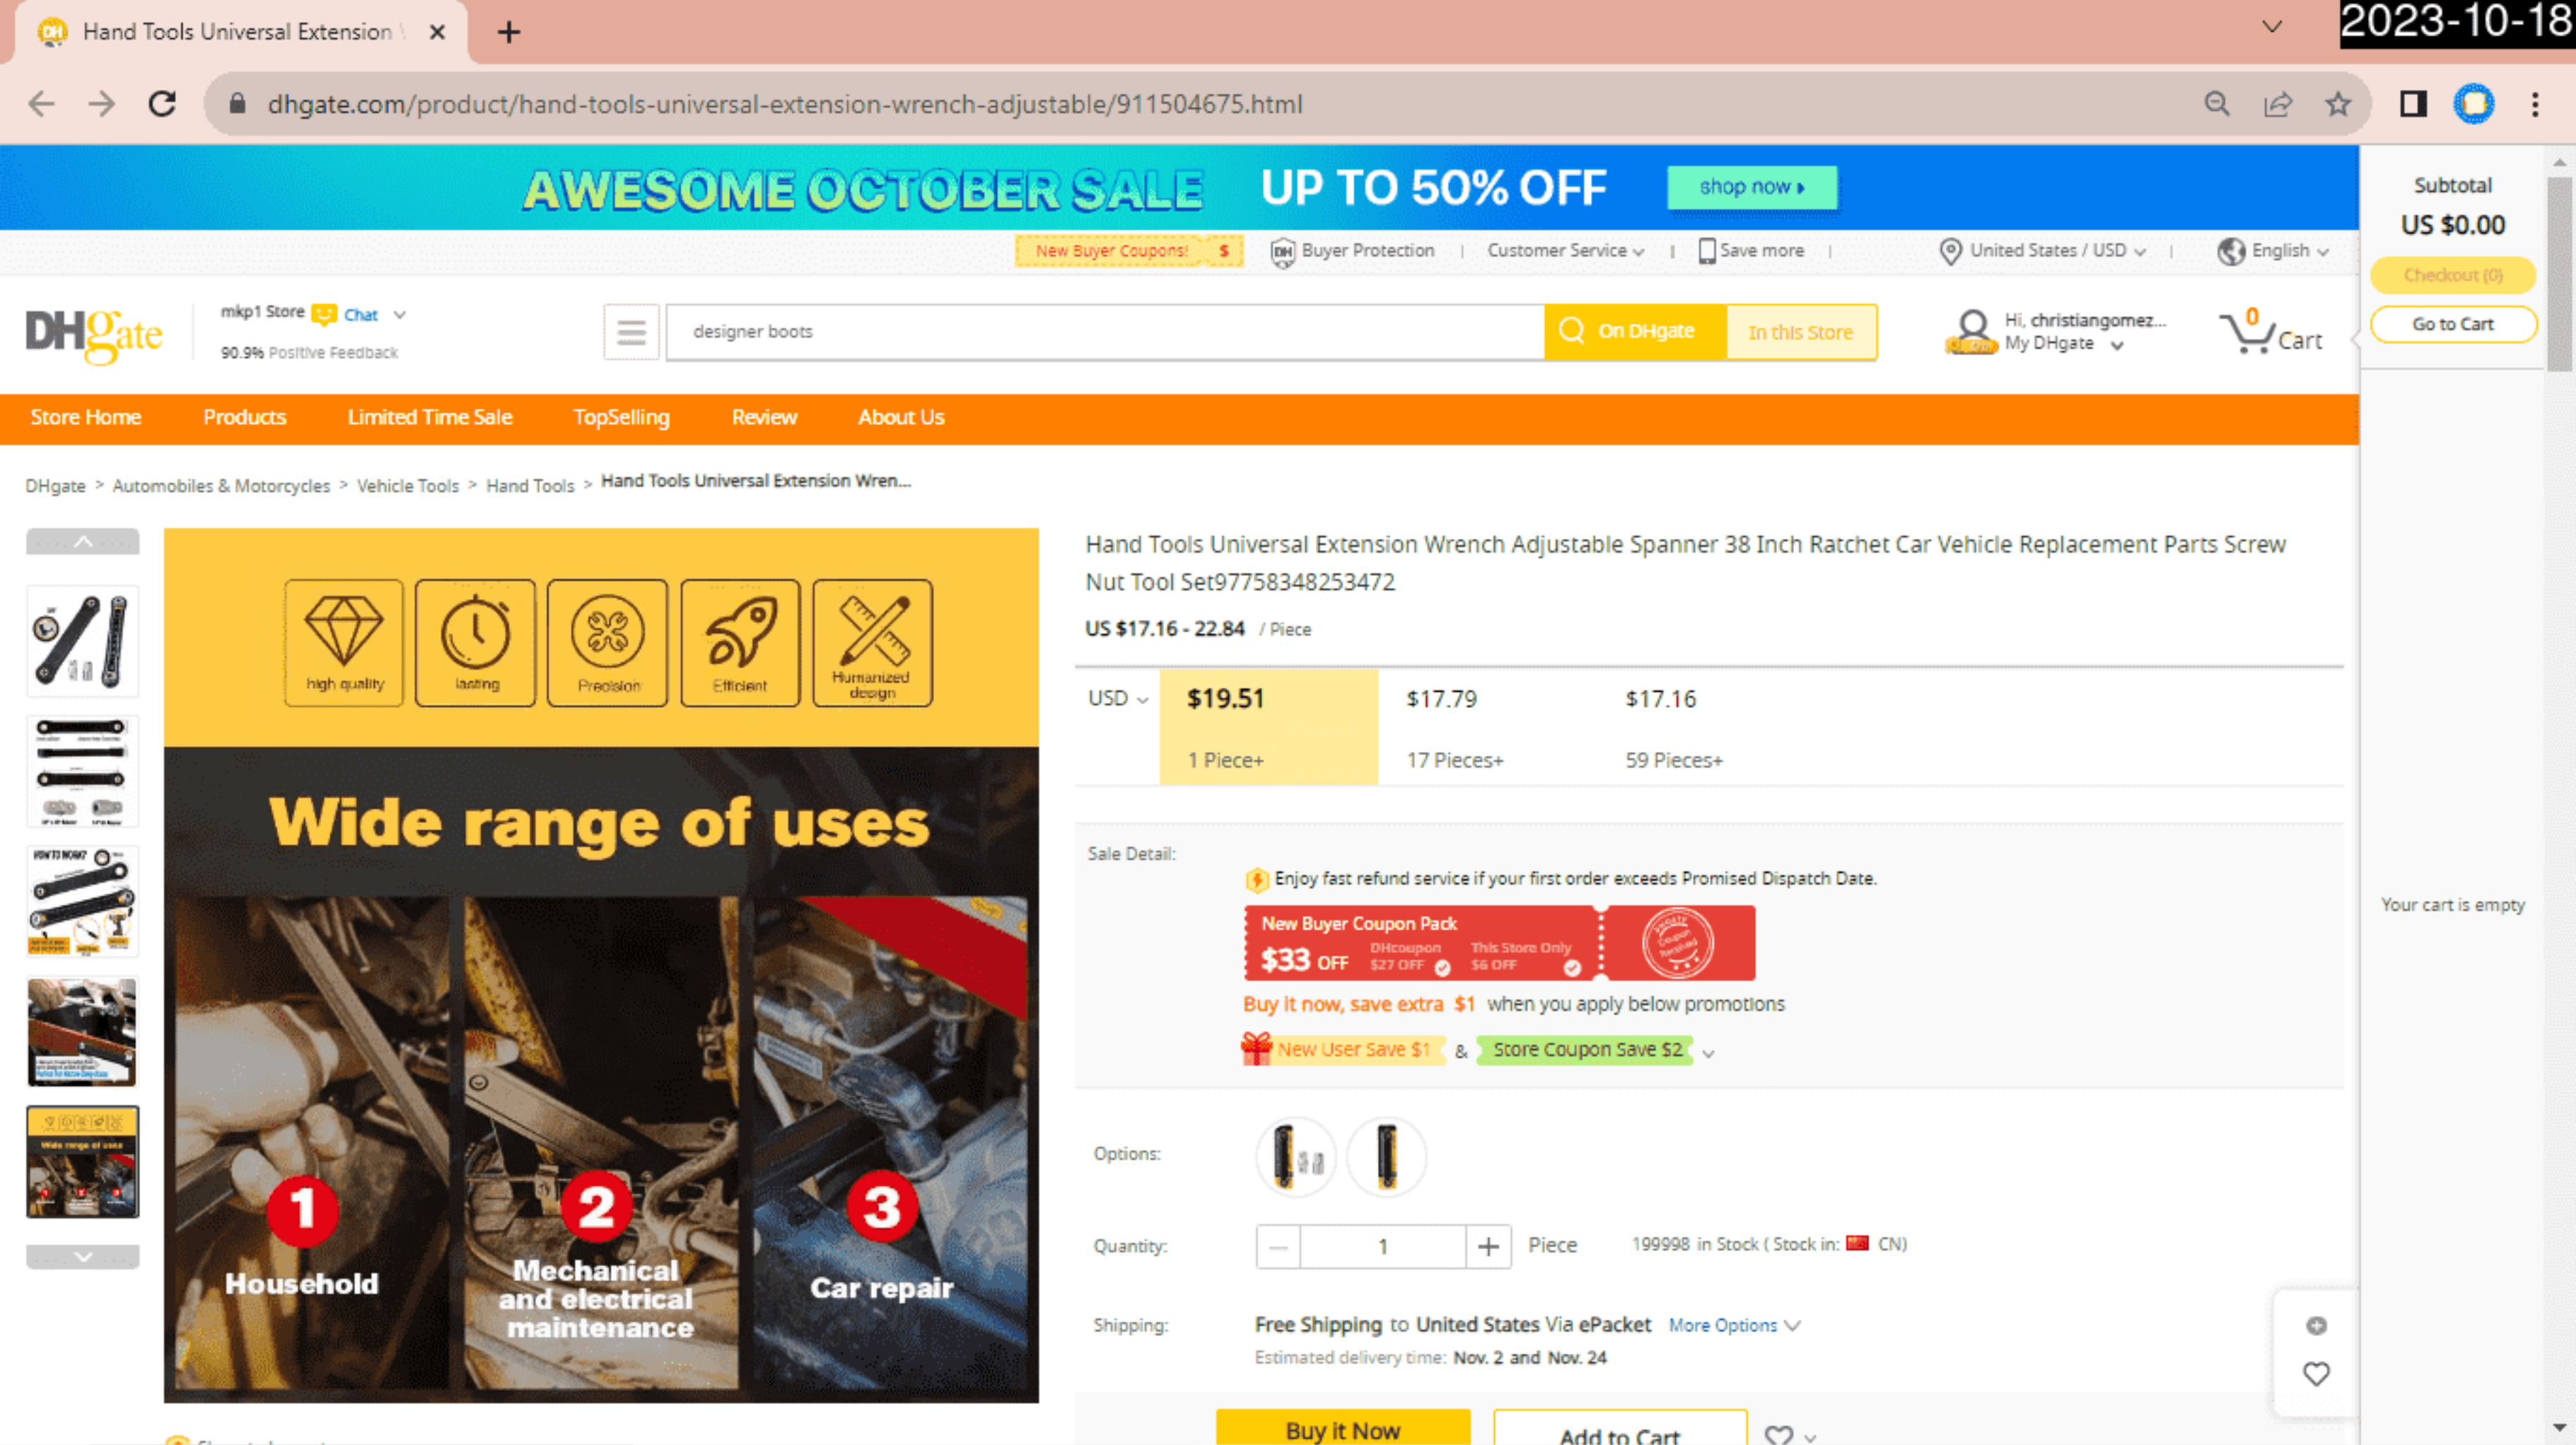 Hand Tools Universal Extension
2023-10-18
dhgate.com/product/hand-tools-universal-extension-wrench-adjustable/911504675.html
AWESOME OCTOBER SALE UP TO 50% OFF shop now
Subtotal
US $0.00
Checkout (0)
Go to Cart
Your cart is empty
New Buyer Coupons! $ DH Buyer Protection | Customer Service | Save more | United States / USD | English
DHgate
mkp1 Store Chat
90.9% Positive Feedback
designer boots
On DHgate
In this Store
Hi, christiangomez...
My DHgate
0
Cart
Store Home Products Limited Time Sale TopSelling Review About Us
DHgate > Automobiles & Motorcycles > Vehicle Tools > Hand Tools > Hand Tools Universal Extension Wren...
high quality
lasting
Precision
Efficient
Humanized
design
Wide range of uses
1
Household
2
Mechanical
and electrical
maintenance
3
Car repair
HOW TO WORK?
Wide range of uses
Hand Tools Universal Extension Wrench Adjustable Spanner 38 Inch Ratchet Car Vehicle Replacement Parts Screw
Nut Tool Set97758348253472
US $17.16 - 22.84 / Piece
USD $19.51 $17.79 $17.16
1 Piece+ 17 Pieces+ 59 Pieces+
Sale Detail:
Enjoy fast refund service if your first order exceeds Promised Dispatch Date.
New Buyer Coupon Pack
$33 OFF
DHcoupon
$27 OFF
This Store Only
$6 OFF
Coupon
Received
Buy it now, save extra $1 when you apply below promotions
New User Save $1 & Store Coupon Save $2
Options:
Quantity: 1 + Piece 199998 in Stock ( Stock in: CN)
Shipping: Free Shipping to United States Via ePacket More Options
Estimated delivery time: Nov. 2 and Nov. 24
Buy it Now
Add to Cart